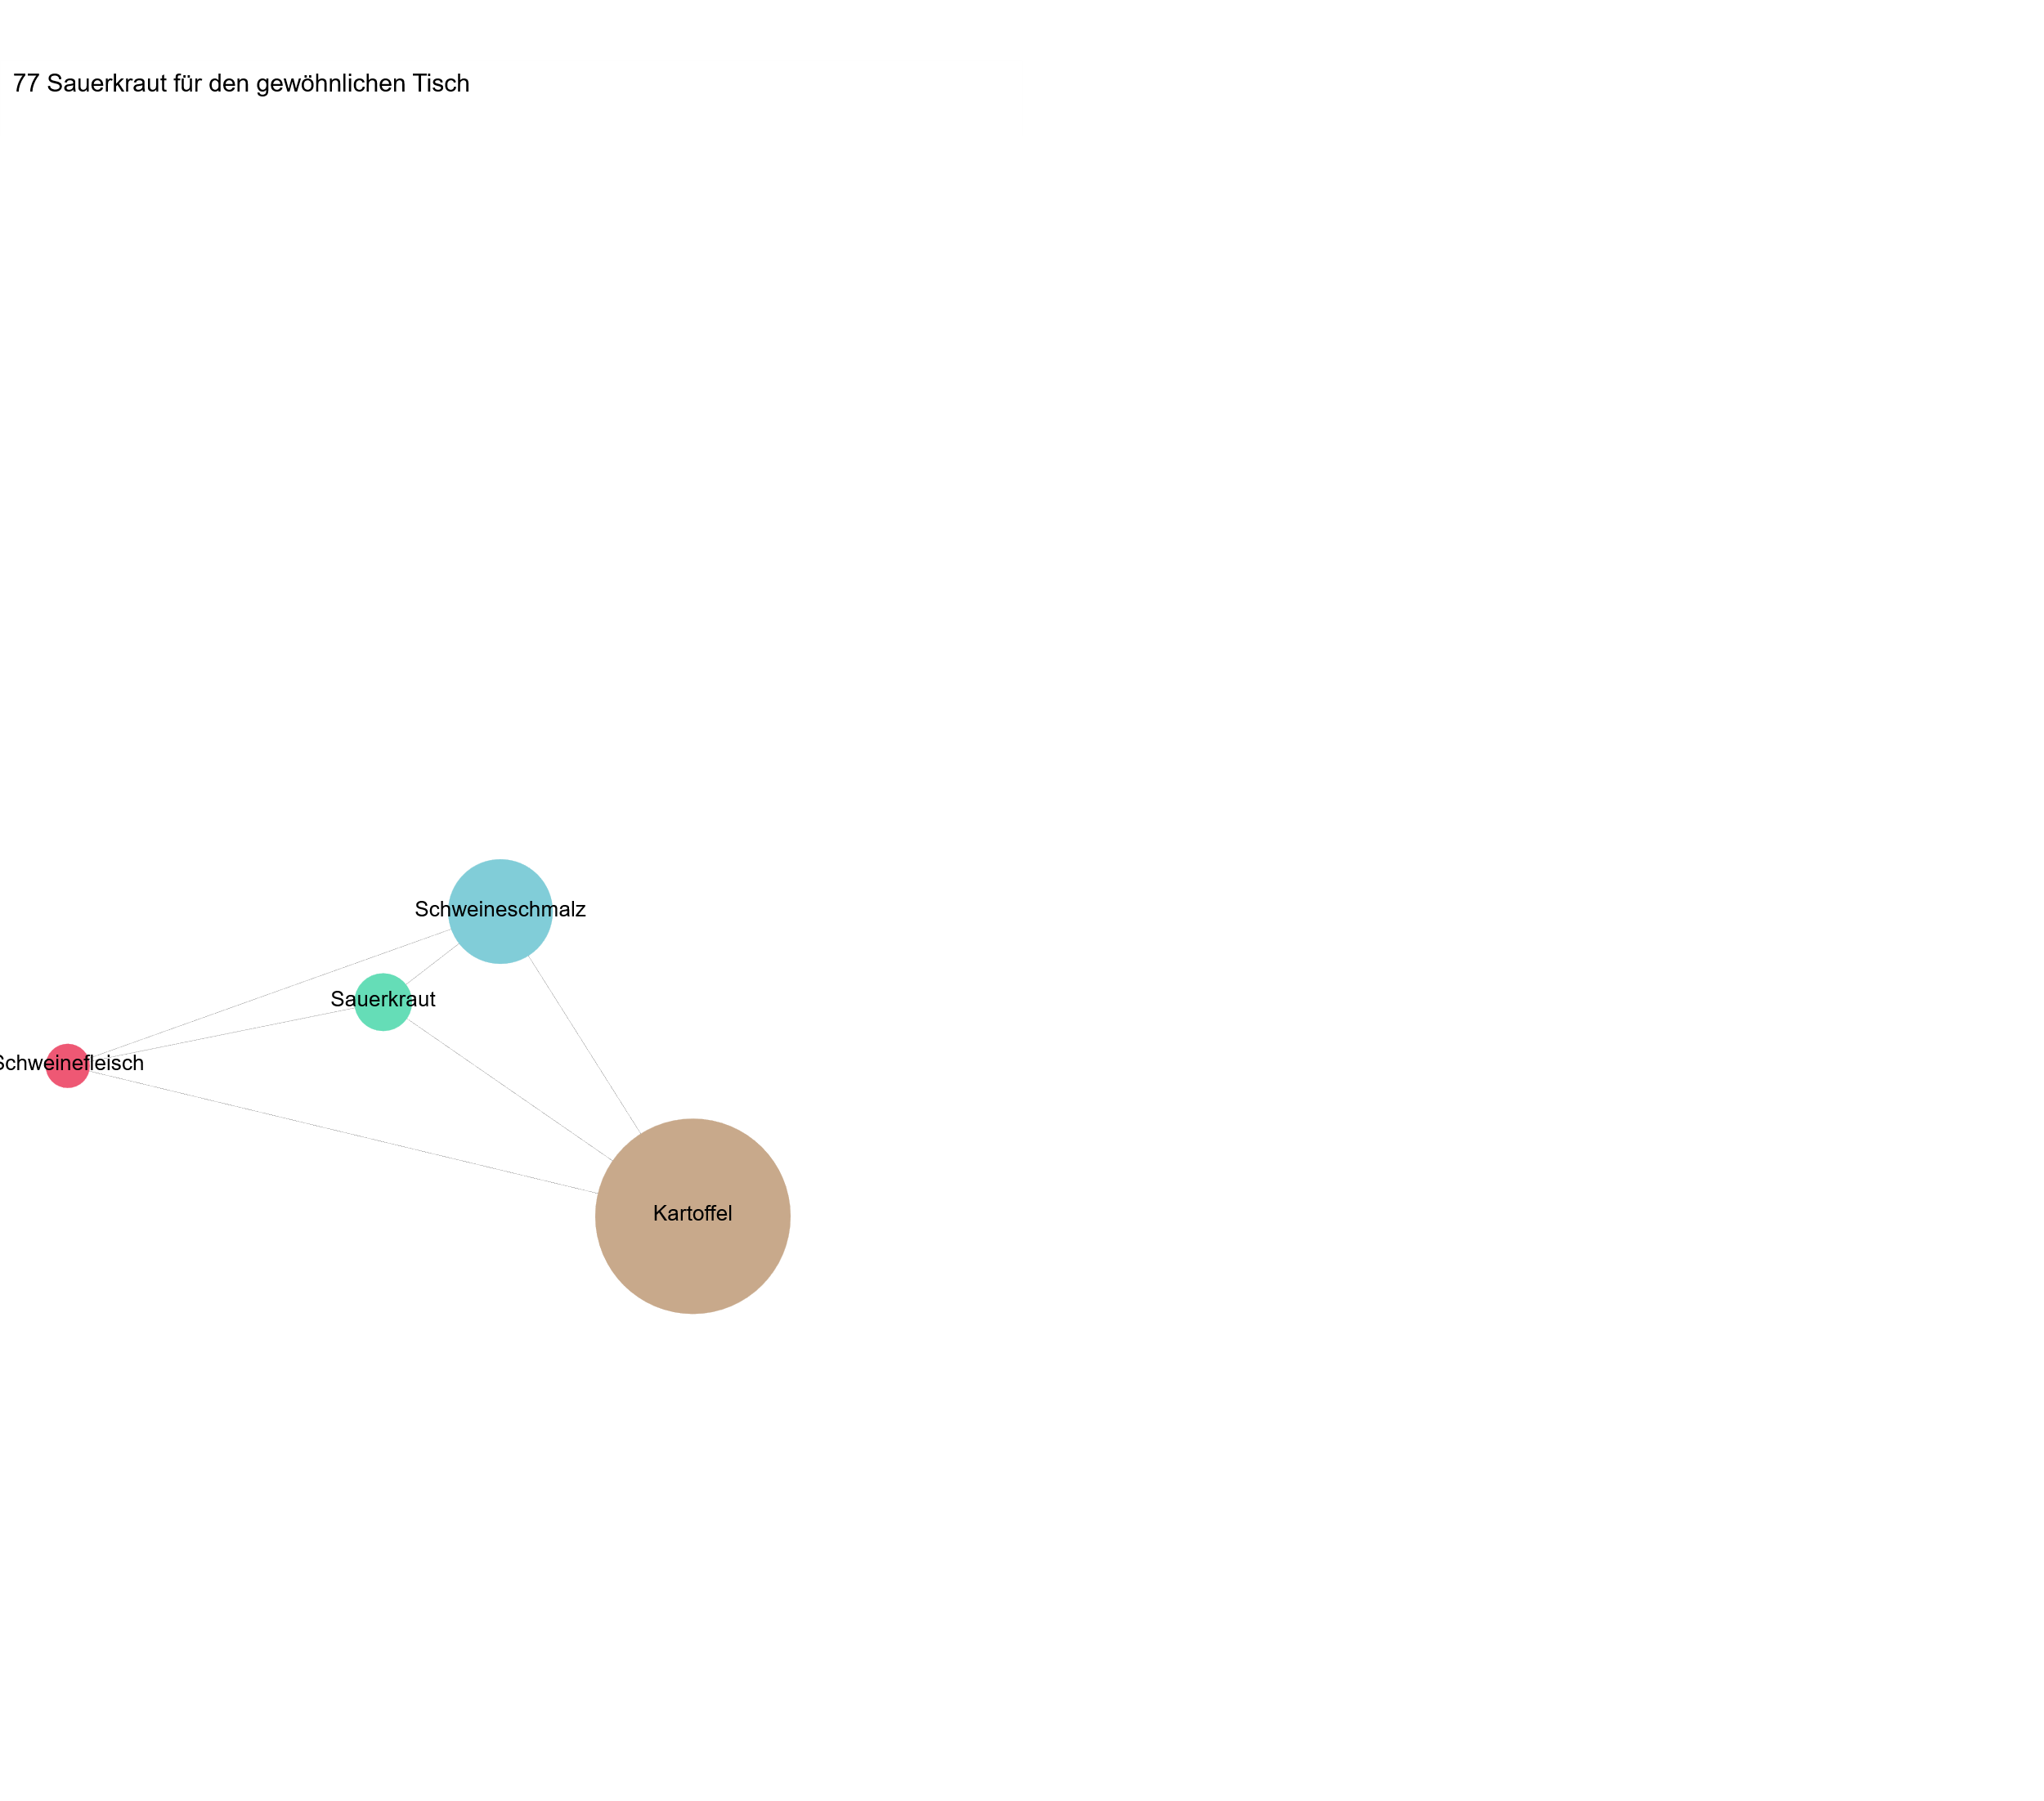 77 Sauerkraut für den gewöhnlichen Tisch
Schweineschmalz
Sauerkraut
Schweinefleisch
Kartoffel